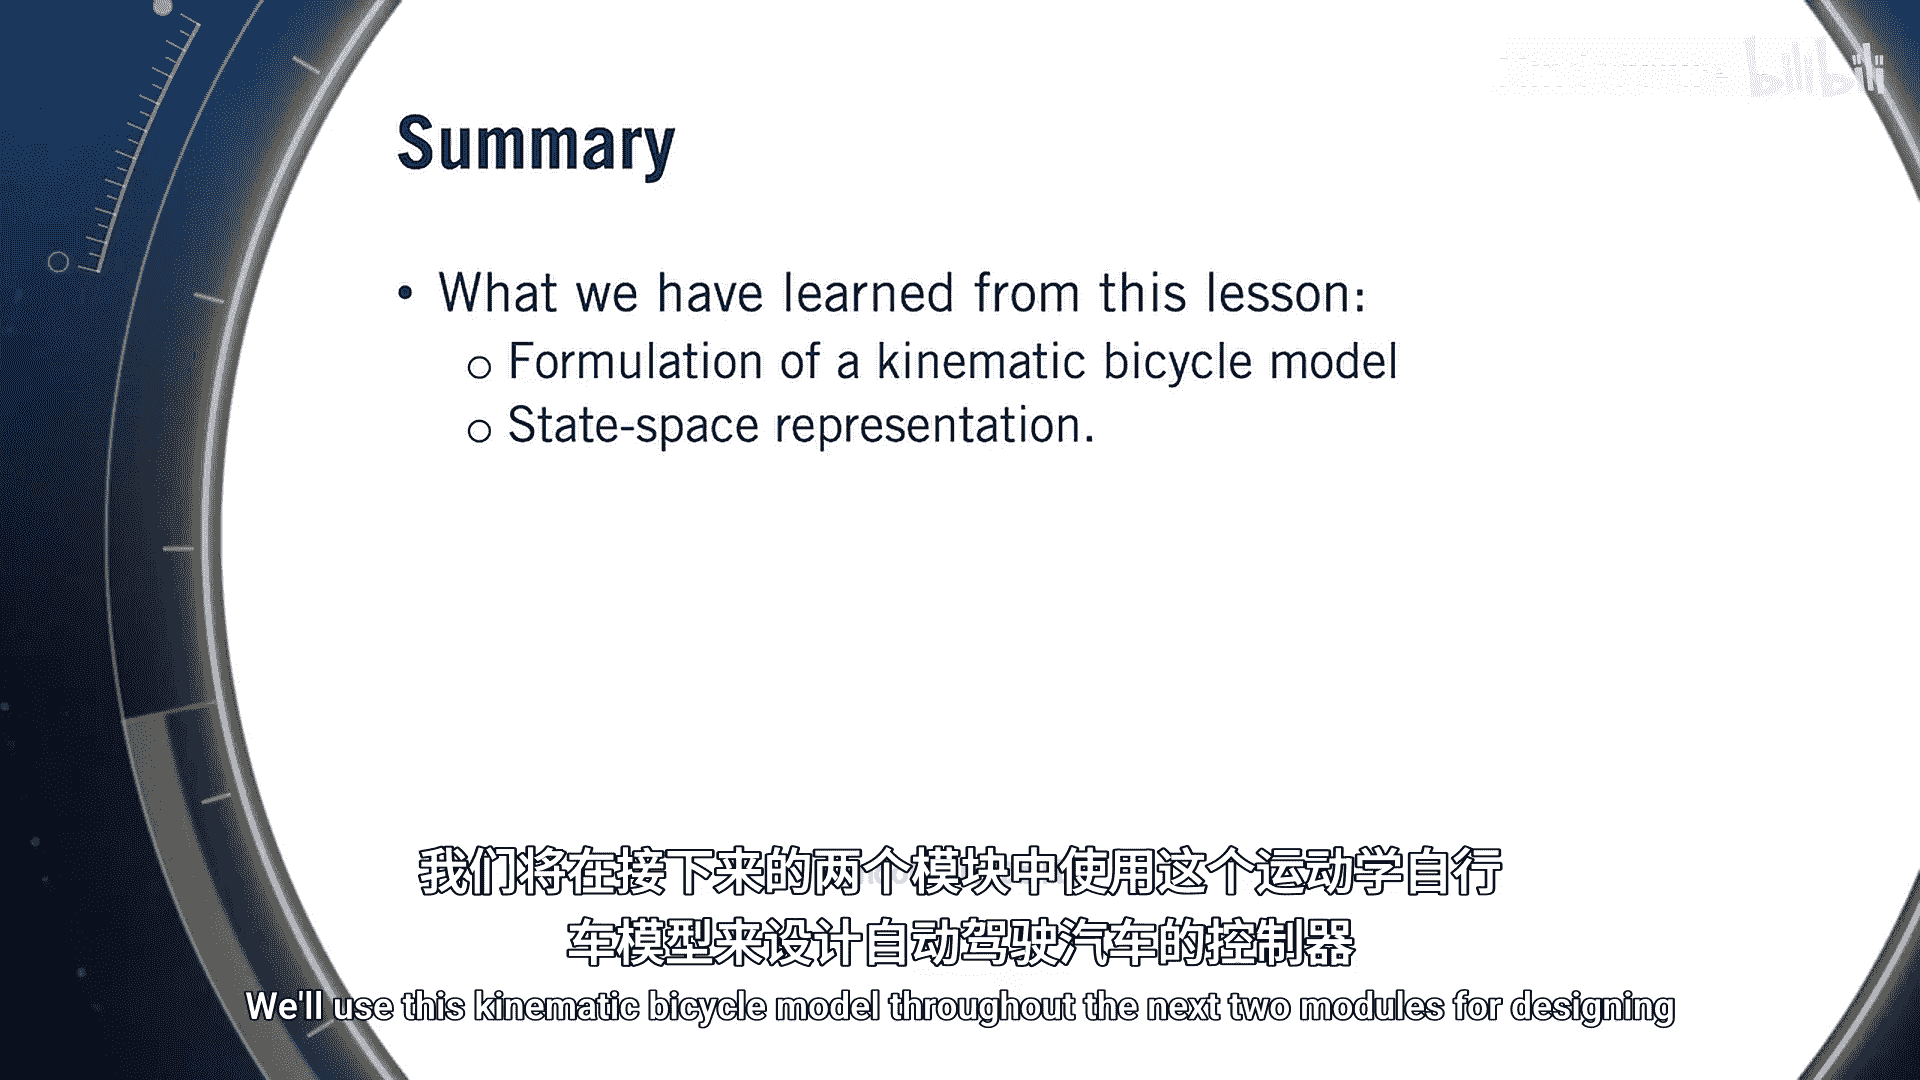 bilibili
Summary
• What we have learned from this lesson:
o Formulation of a kinematic bicycle model
o State-space representation.
我们将在接下来的两个模块中使用这个运动学自行
车模型来设计自动驾驶汽车的控制器
We'll use this kinematic bicycle model throughout the next two modules for designing